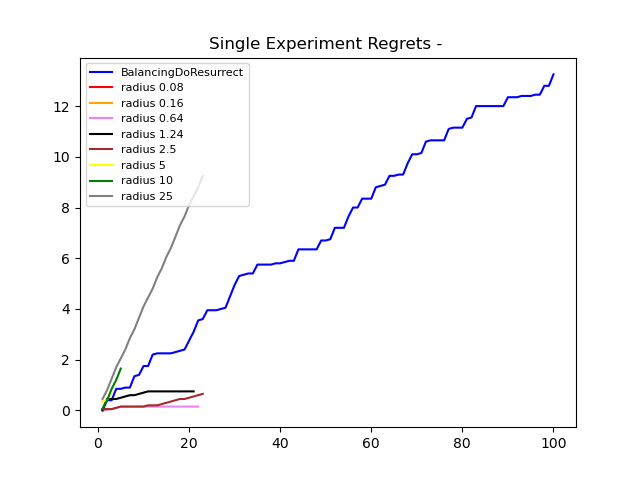 Single Experiment Regrets -
BalancingDoResurrect
radius 0.08
radius 0.16
radius 0.64
radius 1.24
radius 2.5
radius 5
radius 10
radius 25
12
10
8
6
4
2
0
0 20 40 60 80 100